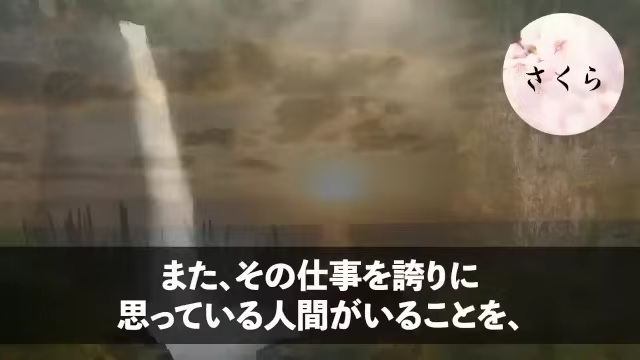 さくら
また、その仕事を誇りに
思っている人間がいることを、